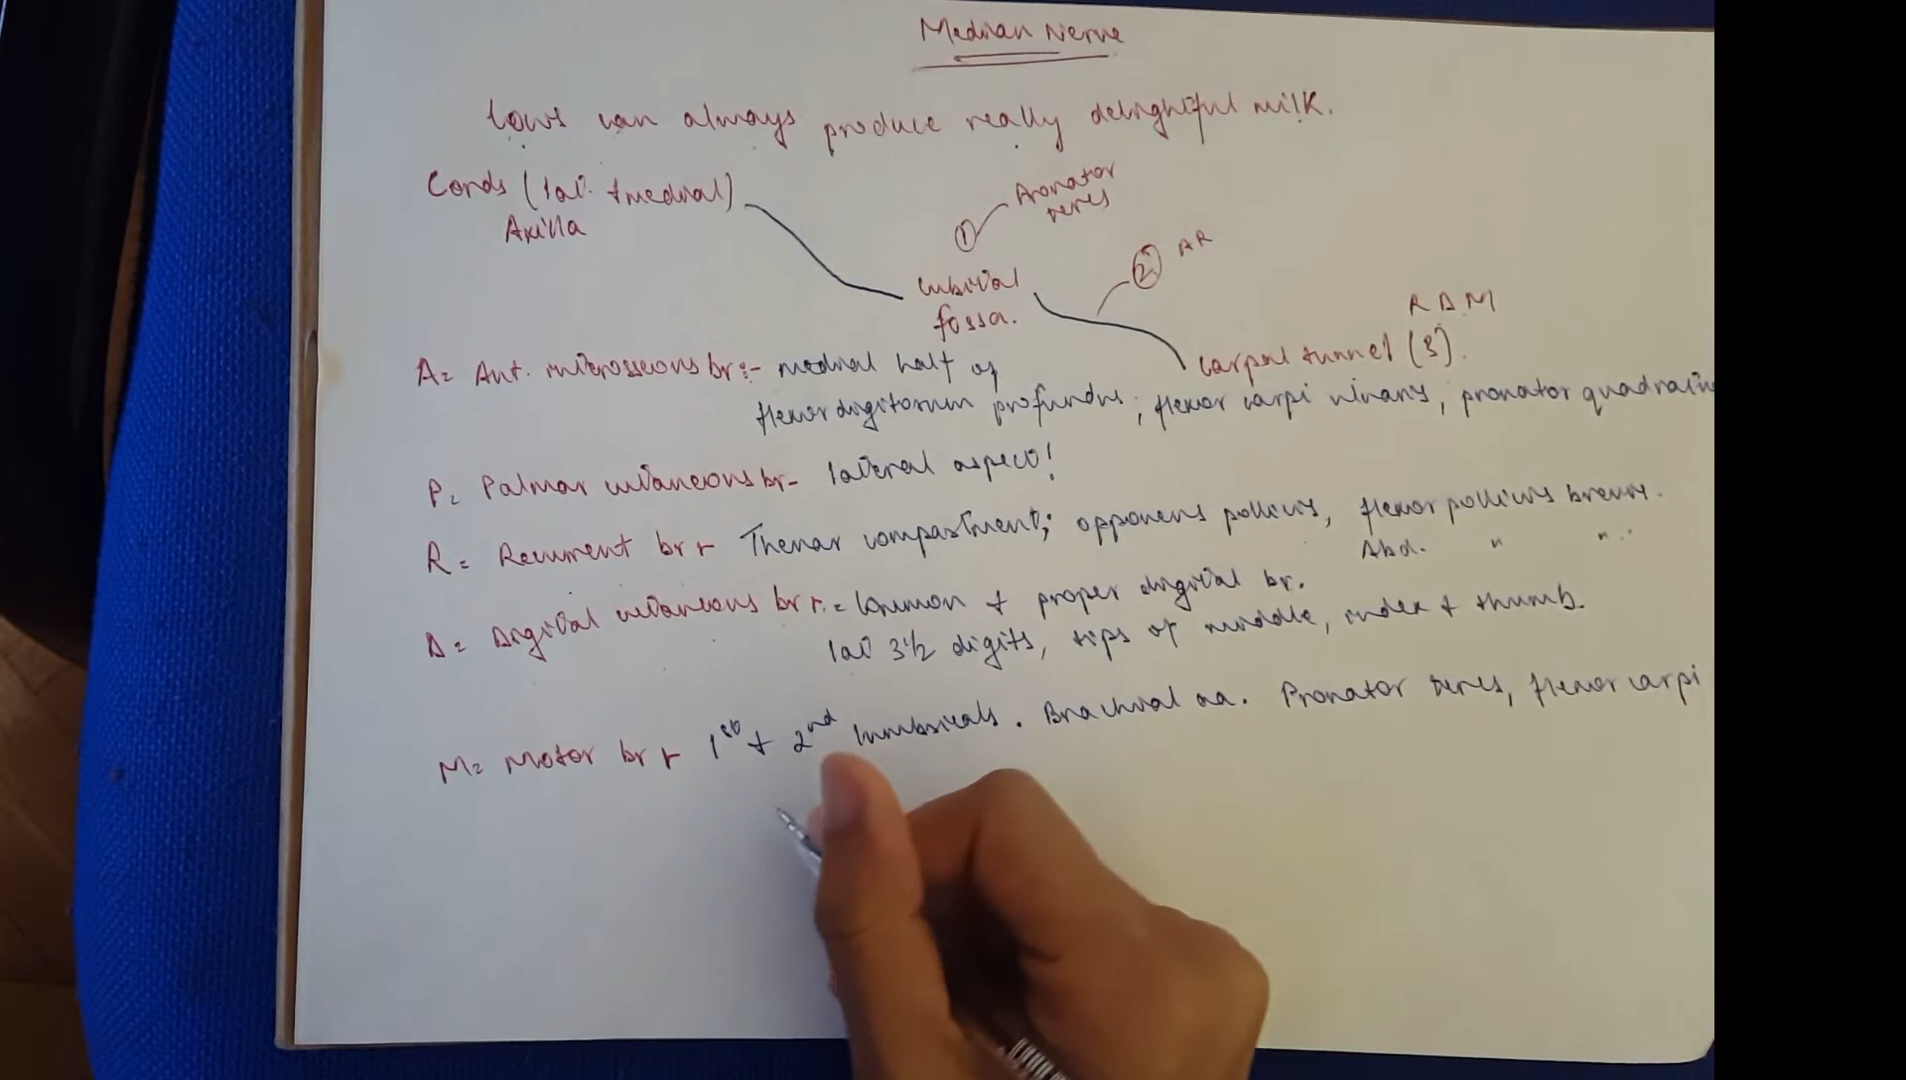 Median Nerve
Cows can always produce really delightful milk.
Cords (lat. + medial)
Axilla
Pronator
teres
①
② AR
Cubital
fossa.
RDM
carpal tunnel (3).
A= Ant. interosseous br:- medial half of
flexor digitorum profundus; flexor carpi ulnaris, pronator quadratu
P= Palmar cutaneous br- lateral aspect!
R= Recurrent br - Thenar compartment; opponens pollicis, flexor pollicis brevis.
Abd. " "
D= Digital cutaneous br :- Common + proper digital br.
lat 3 1/2 digits, tips of middle, index + thumb.
M= Motor br - 1st + 2nd lumbricals. Brachial aa. Pronator teres, flexor carpi